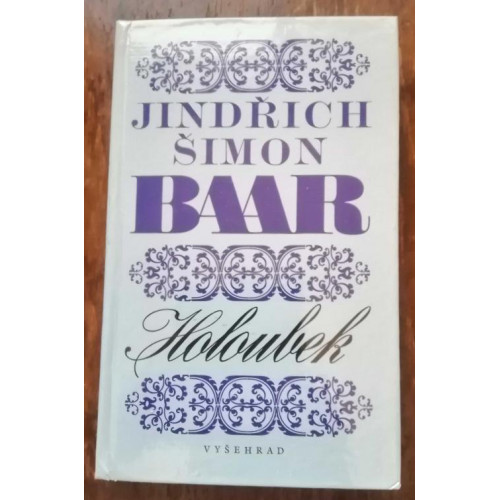 JINDŘICH
ŠIMON
BAAR
Holoubek
VYŠEHRAD